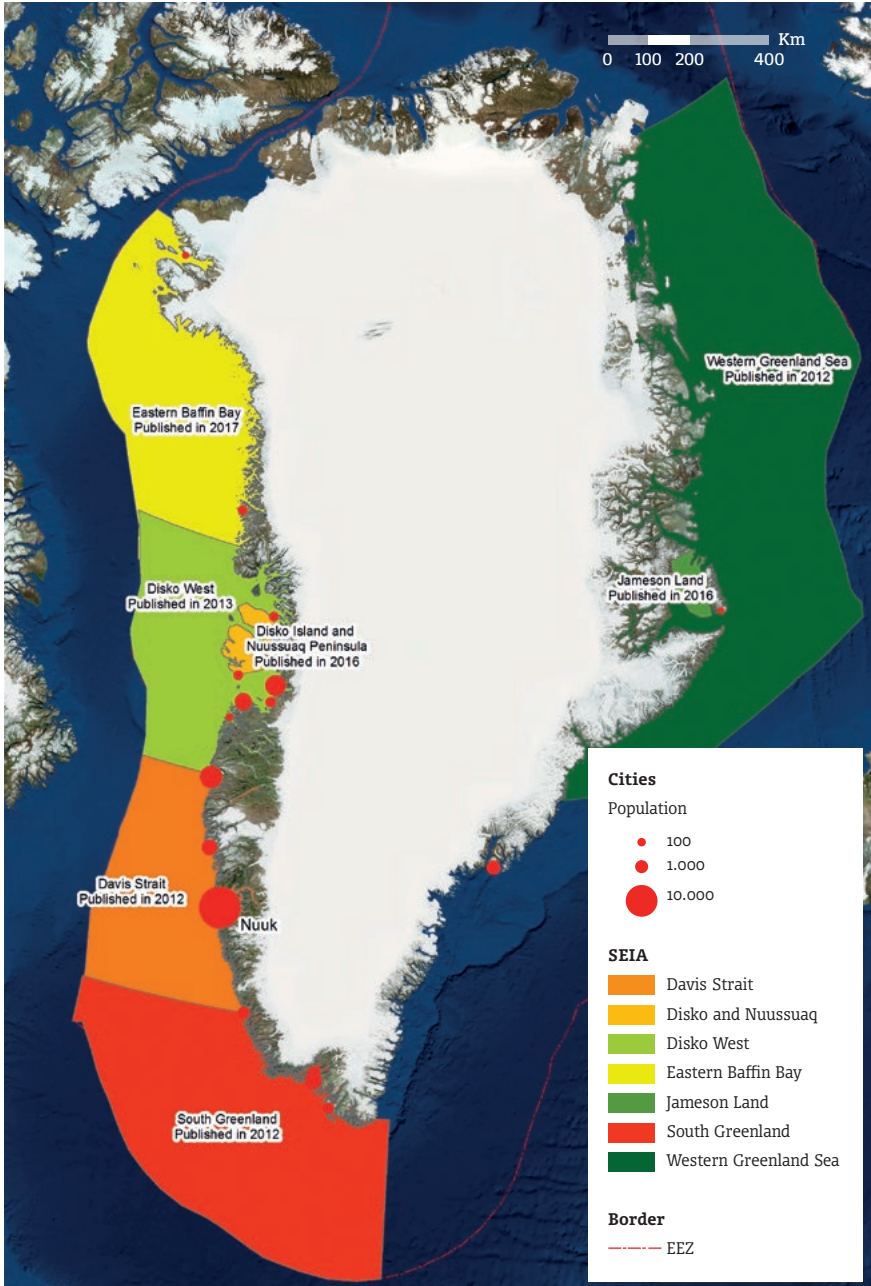 Km
0 100 200 400
Western Greenland Sea
Published in 2012
Eastern Baffin Bay
Published in 2017
Disko West
Published in 2013
Jameson Land
Published in 2016
Disko Island and
Nuussuaq Peninsula
Published in 2016
Davis Strait
Published in 2012
Nuuk
South Greenland
Published in 2012
Cities
Population
100
1.000
10.000
SEIA
Davis Strait
Disko and Nuussuaq
Disko West
Eastern Baffin Bay
Jameson Land
South Greenland
Western Greenland Sea
Border
EEZ